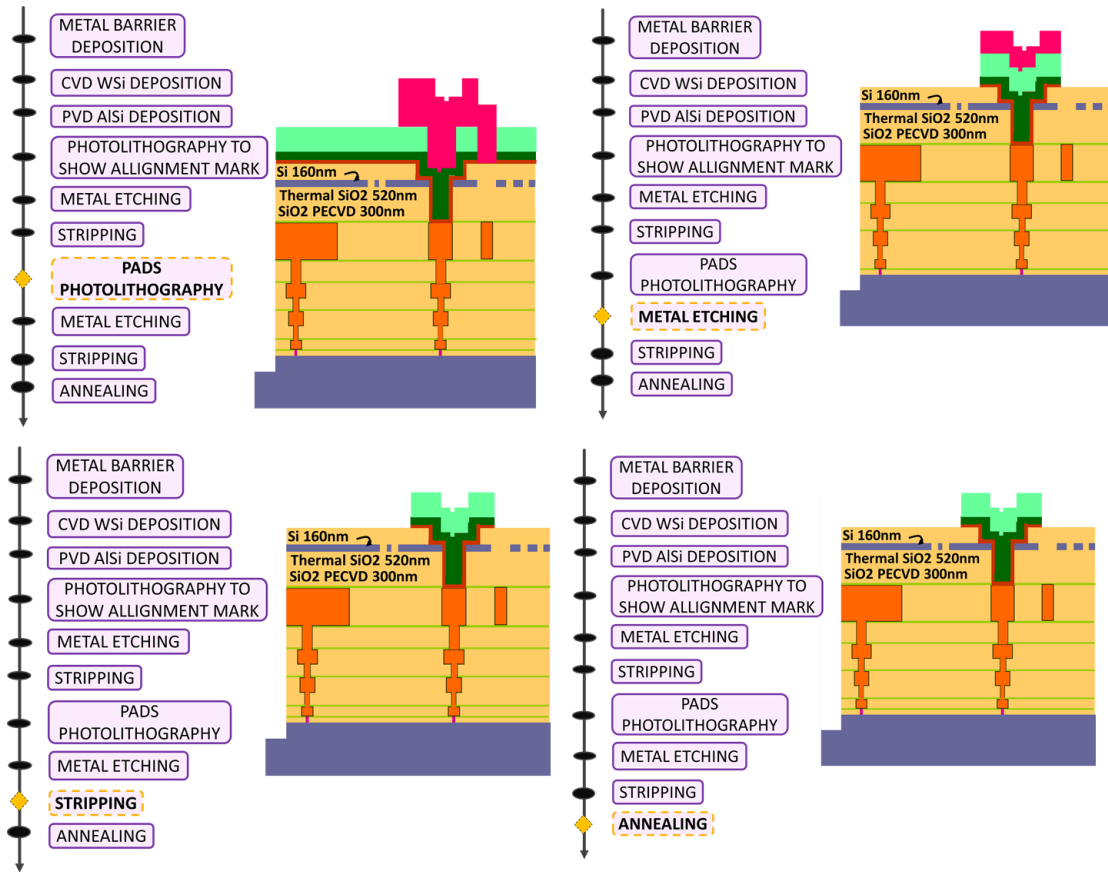 METAL BARRIER
DEPOSITION
CVD WSi DEPOSITION
PVD AlSi DEPOSITION
PHOTOLITHOGRAPHY TO
SHOW ALLIGNMENT MARK
METAL ETCHING
STRIPPING
PADS
PHOTOLITHOGRAPHY
METAL ETCHING
STRIPPING
ANNEALING
Si 160nm
Thermal SiO2 520nm
SiO2 PECVD 300nm
METAL BARRIER
DEPOSITION
CVD WSi DEPOSITION
PVD AlSi DEPOSITION
PHOTOLITHOGRAPHY TO
SHOW ALLIGNMENT MARK
METAL ETCHING
STRIPPING
PADS
PHOTOLITHOGRAPHY
METAL ETCHING
STRIPPING
ANNEALING
Si 160nm
Thermal SiO2 520nm
SiO2 PECVD 300nm
METAL BARRIER
DEPOSITION
CVD WSi DEPOSITION
PVD AlSi DEPOSITION
PHOTOLITHOGRAPHY TO
SHOW ALLIGNMENT MARK
METAL ETCHING
STRIPPING
PADS
PHOTOLITHOGRAPHY
METAL ETCHING
STRIPPING
ANNEALING
Si 160nm
Thermal SiO2 520nm
SiO2 PECVD 300nm
METAL BARRIER
DEPOSITION
CVD WSi DEPOSITION
PVD AlSi DEPOSITION
PHOTOLITHOGRAPHY TO
SHOW ALLIGNMENT MARK
METAL ETCHING
STRIPPING
PADS
PHOTOLITHOGRAPHY
METAL ETCHING
STRIPPING
ANNEALING
Si 160nm
Thermal SiO2 520nm
SiO2 PECVD 300nm